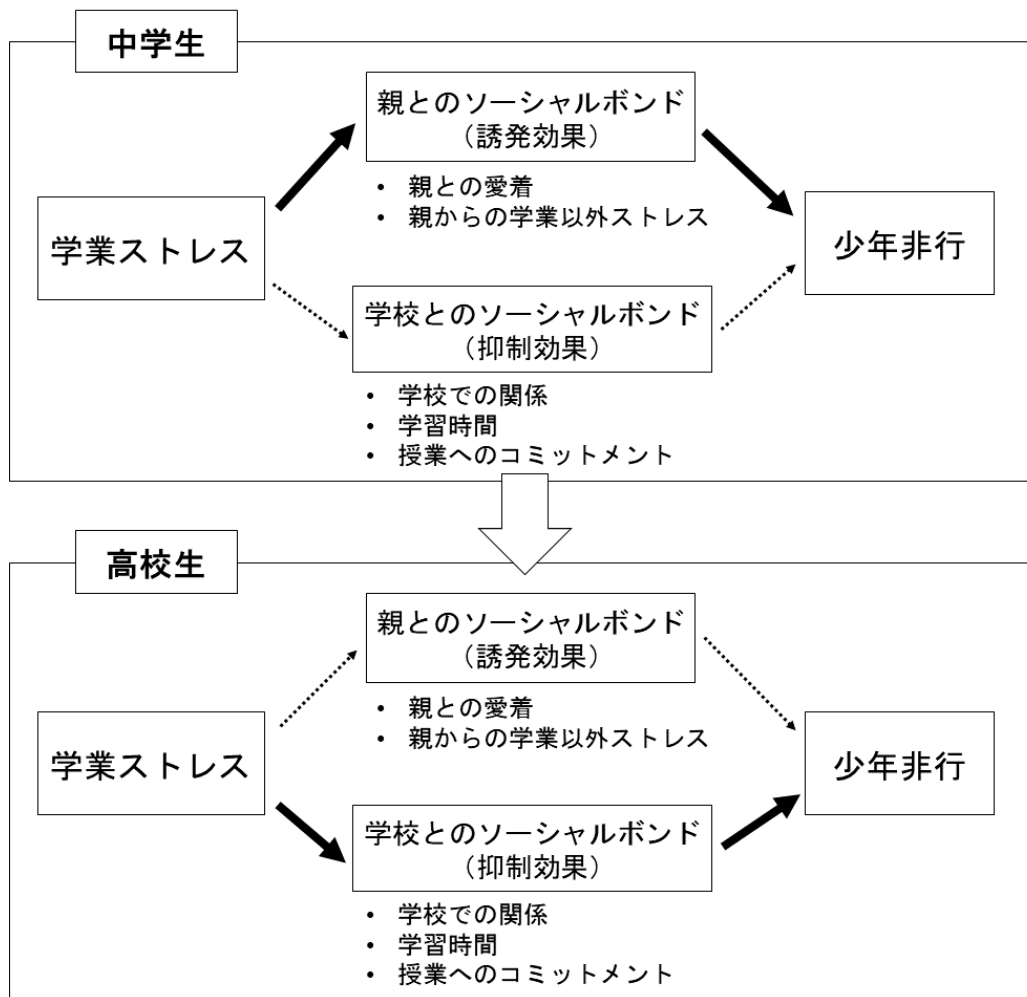 中学生
親とのソーシャルボンド
（誘発効果）
• 親との愛着
• 親からの学業以外ストレス
学業ストレス
少年非行
学校とのソーシャルボンド
（抑制効果）
• 学校での関係
• 学習時間
• 授業へのコミットメント
高校生
親とのソーシャルボンド
（誘発効果）
• 親との愛着
• 親からの学業以外ストレス
学業ストレス
少年非行
学校とのソーシャルボンド
（抑制効果）
• 学校での関係
• 学習時間
• 授業へのコミットメント